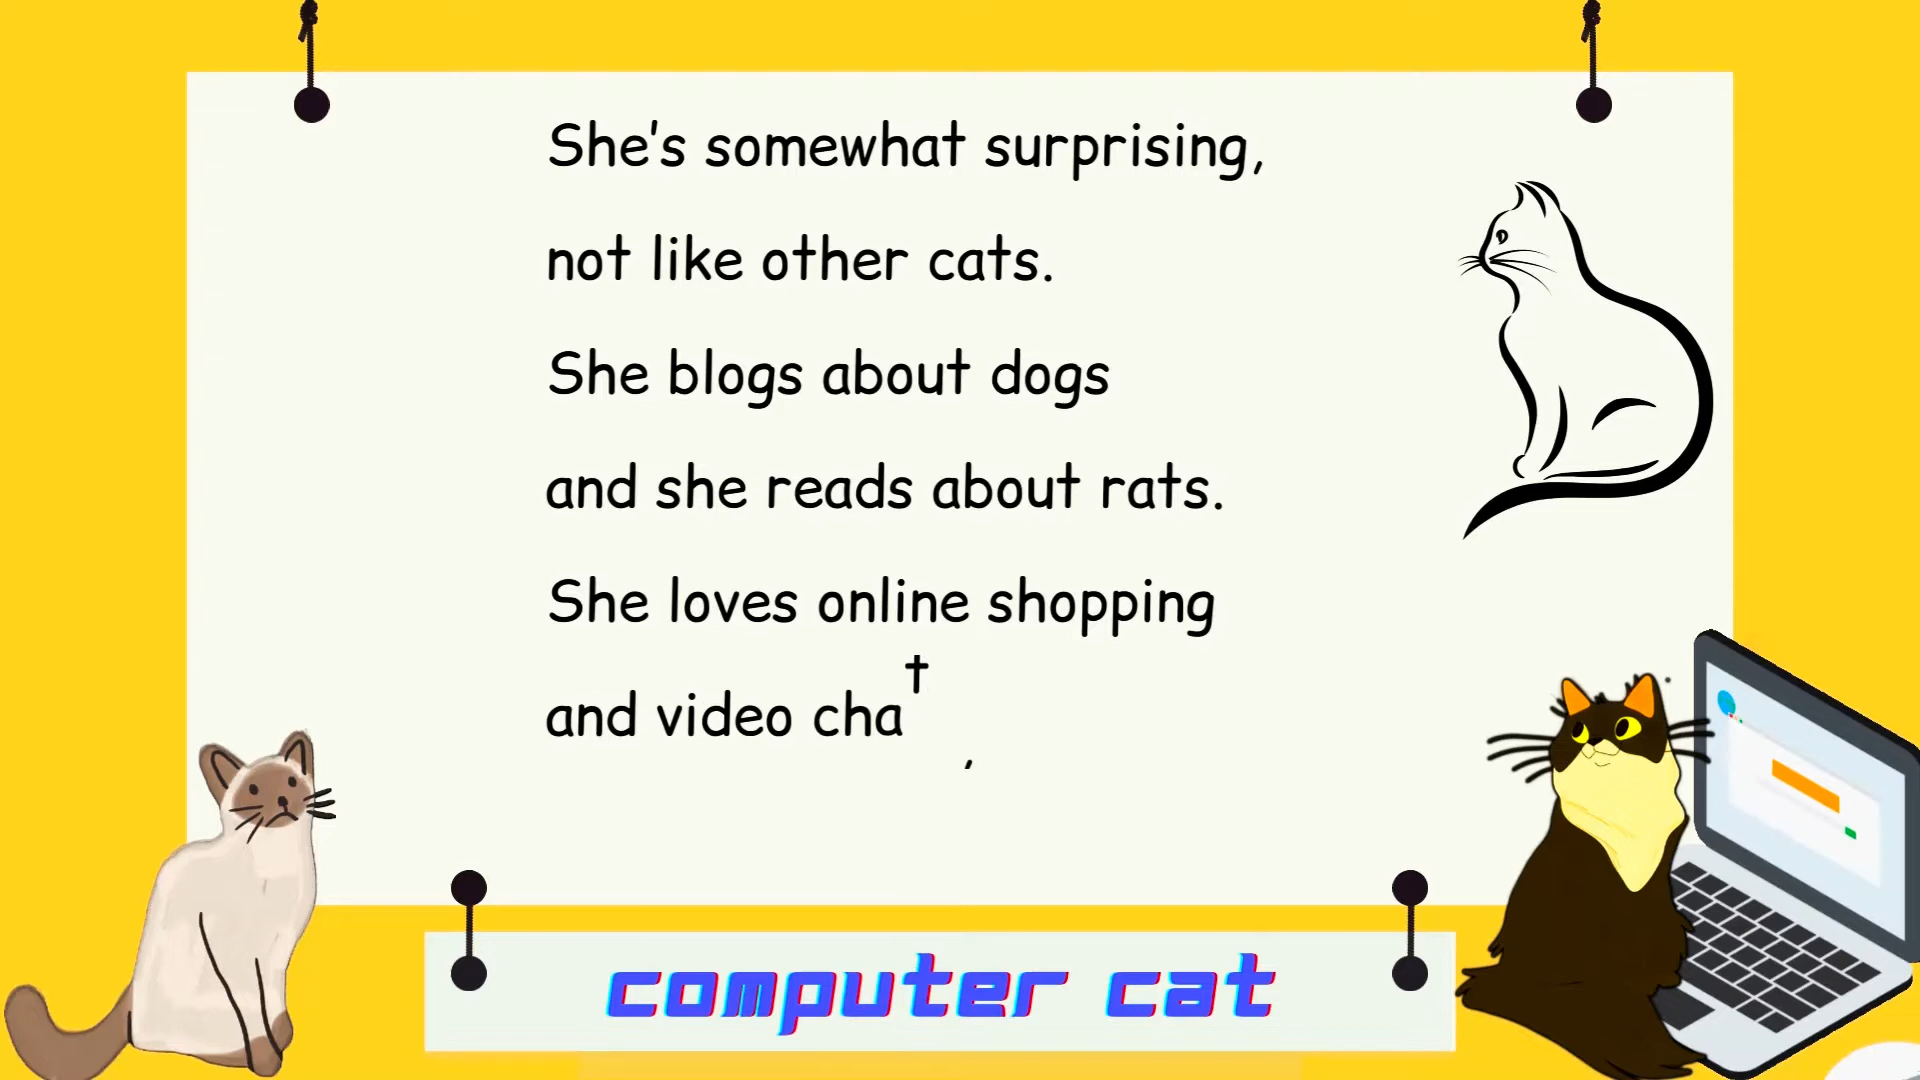 She's somewhat surprising,
not like other cats.
She blogs about dogs
and she reads about rats.
She loves online shopping
and video chat,
computer cat